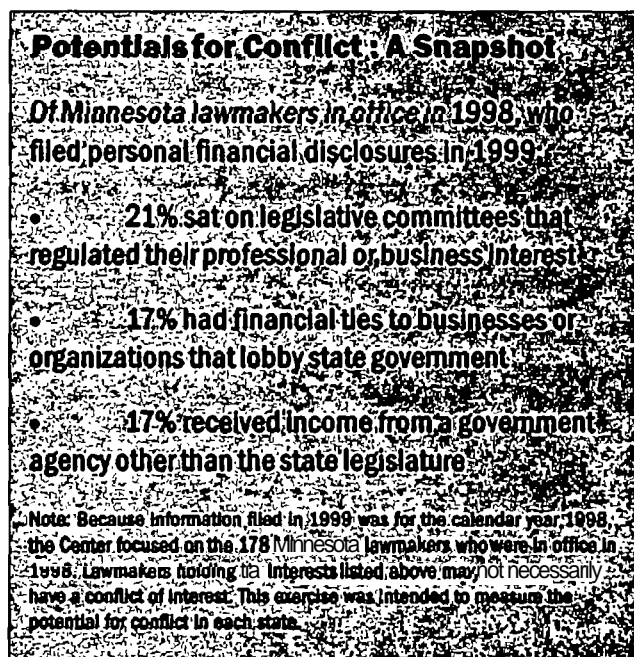 Potentials for Conflict : A Snapshot
Of Minnesota lawmakers in office in 1998, who
filed personal financial disclosures in 1999
• 21% sat on legislative committees that
regulated their professional or business interest
• 17% had financial ties to businesses or
organizations that lobby state government
• 17% received income from a government
agency other than the state legislature
Note: Because information filed in 1999 was for the calendar year 1998,
the Center focused on the 178 Minnesota lawmakers who were in office in
1998. Lawmakers holding tia interests listed above may not necessarily
have a conflict of interest. This exercise was intended to measure the
potential for conflict in each state.